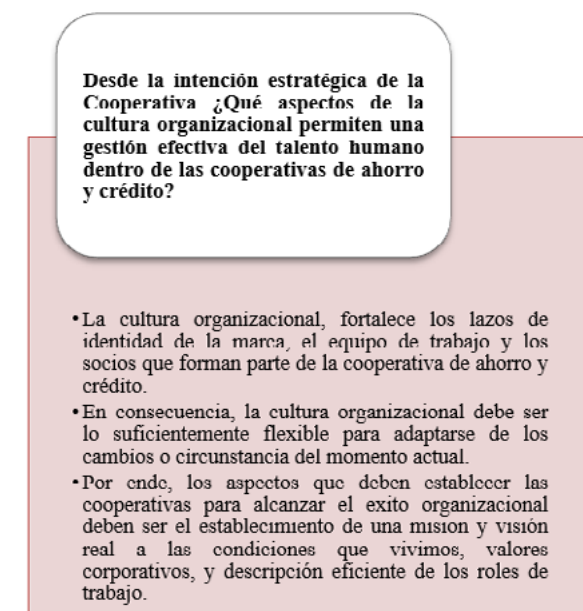 Desde la intención estratégica de la
Cooperativa ¿Qué aspectos de la
cultura organizacional permiten una
gestión efectiva del talento humano
dentro de las cooperativas de ahorro
y crédito?
•La cultura organizacional, fortalece los lazos de
identidad de la marca, el equipo de trabajo y los
socios que forman parte de la cooperativa de ahorro y
crédito.
•En consecuencia, la cultura organizacional debe ser
lo suficientemente flexible para adaptarse de los
cambios o circunstancia del momento actual.
•Por ende, los aspectos que deben establecer las
cooperativas para alcanzar el exito organizacional
deben ser el establecimiento de una mision y visión
real a las condiciones que vivimos, valores
corporativos, y descripción eficiente de los roles de
trabajo.